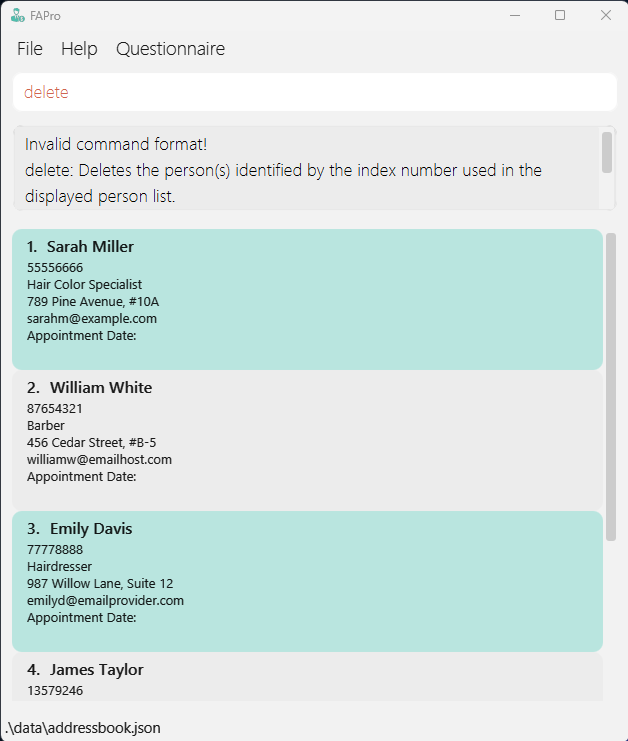 FAPro
File Help Questionnaire
delete
Invalid command format!
delete: Deletes the person(s) identified by the index number used in the
displayed person list.
1. Sarah Miller
55556666
Hair Color Specialist
789 Pine Avenue, #10A
sarahm@example.com
Appointment Date:
2. William White
87654321
Barber
456 Cedar Street, #B-5
williamw@emailhost.com
Appointment Date:
3. Emily Davis
77778888
Hairdresser
987 Willow Lane, Suite 12
emilyd@emailprovider.com
Appointment Date:
4. James Taylor
13579246
.\data\addressbook.json